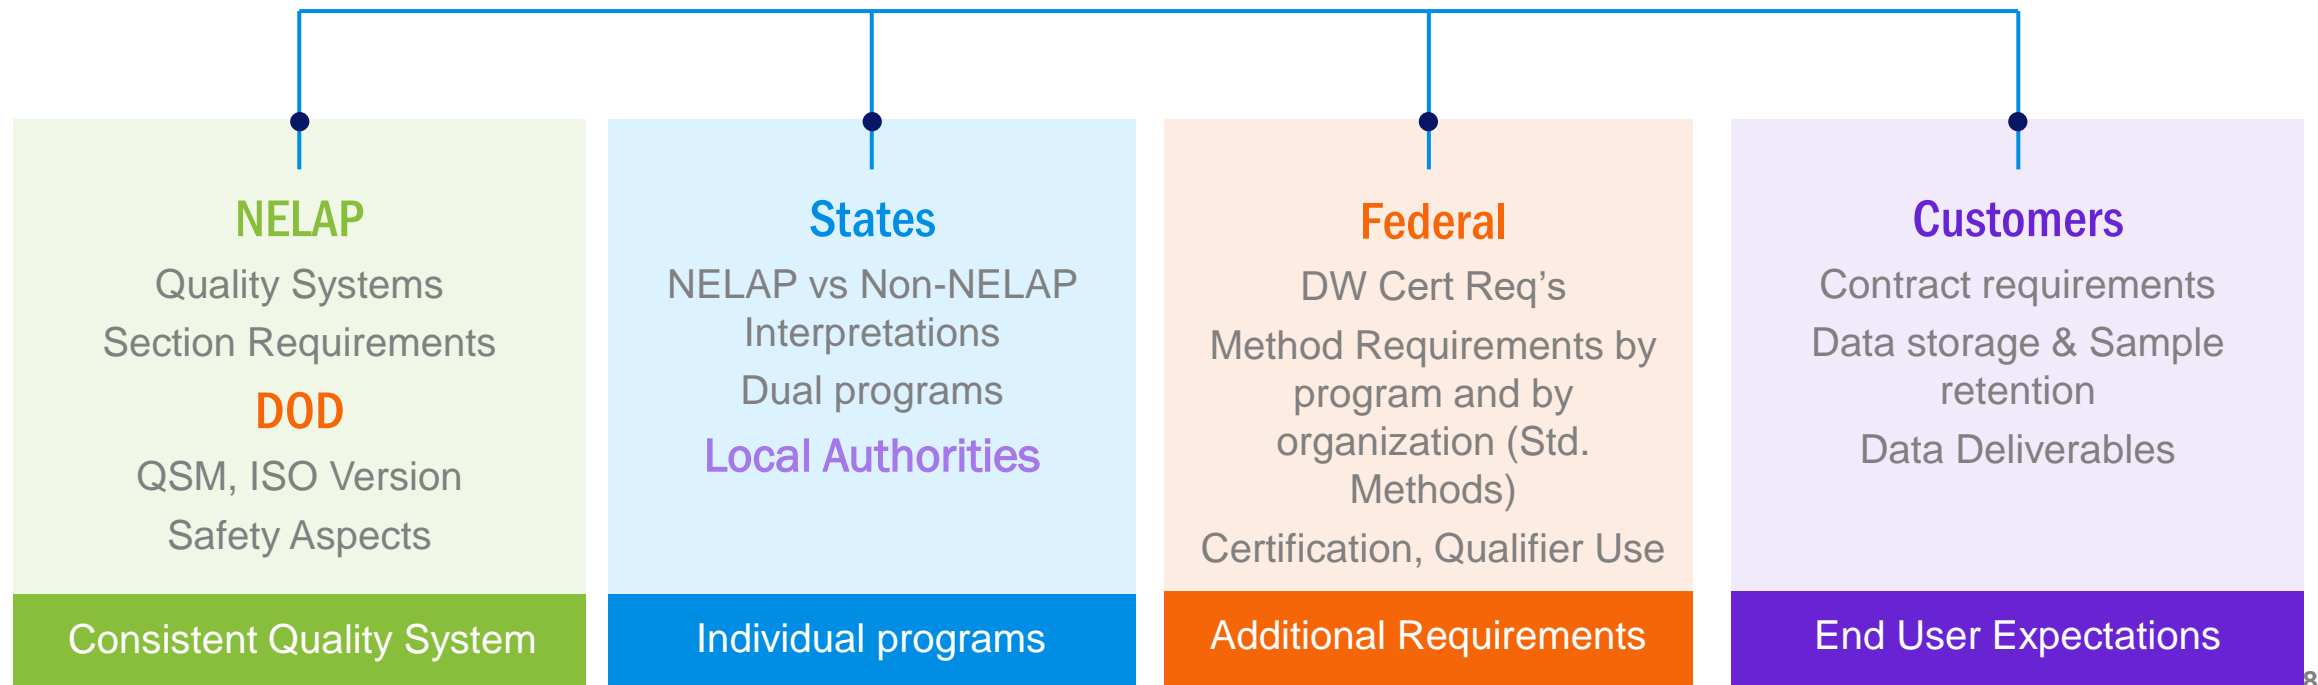 NELAP
Quality Systems
Section Requirements
DOD
QSM, ISO Version
Safety Aspects
Consistent Quality System
States
NELAP vs Non-NELAP
Interpretations
Dual programs
Local Authorities
Individual programs
Federal
DW Cert Req’s
Method Requirements by
program and by
organization (Std.
Methods)
Certification, Qualifier Use
Additional Requirements
Customers
Contract requirements
Data storage & Sample
retention
Data Deliverables
End User Expectations
8